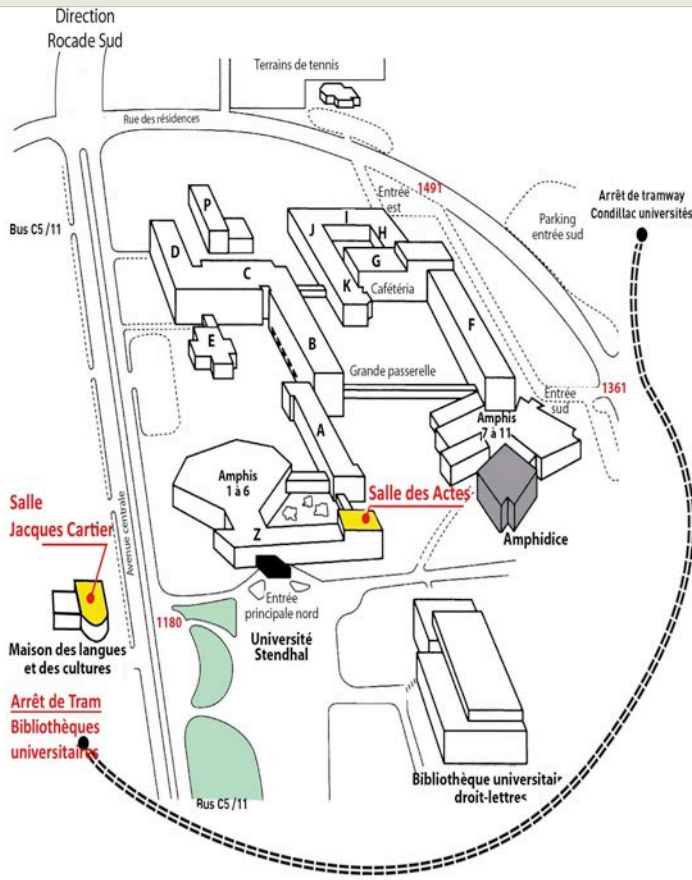 Direction
Rocade Sud
Terrains de tennis
Rue des résidences
Entrée
est
1491
Arrêt de tramway
Condillac universités
Parking
entrée sud
Bus C5 /11
P
D
C
E
B
J
I
H
G
K
Cafétéria
F
Grande passerelle
Entrée
sud
1361
A
Amphis
7 à 11
Amphis
1 à 6
Salle des Actes
Z
Amphidice
Salle
Jacques Cartier
Avenue centrale
Entrée
principale nord
1180
Université
Stendhal
Maison des langues
et des cultures
Arrêt de Tram
Bibliothèques
universitaires
Bibliothèque universitai
droit-lettres
Bus C5 /11